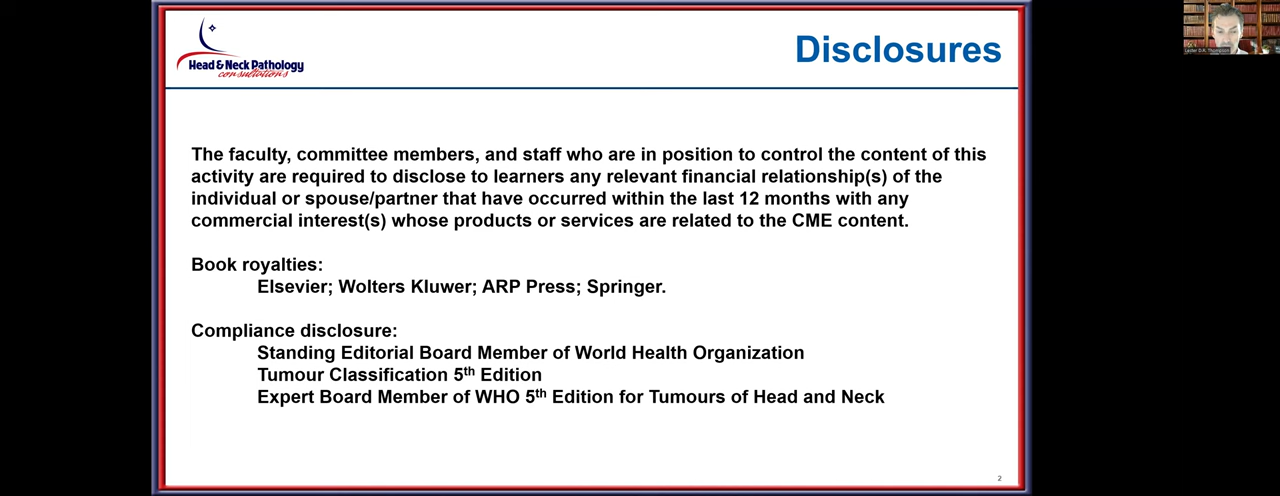 Head & Neck Pathology
consultations
Disclosures
Lester D.R. Thompson
The faculty, committee members, and staff who are in position to control the content of this
activity are required to disclose to learners any relevant financial relationship(s) of the
individual or spouse/partner that have occurred within the last 12 months with any
commercial interest(s) whose products or services are related to the CME content.
Book royalties:
Elsevier; Wolters Kluwer; ARP Press; Springer.
Compliance disclosure:
Standing Editorial Board Member of World Health Organization
Tumour Classification 5th Edition
Expert Board Member of WHO 5th Edition for Tumours of Head and Neck
2